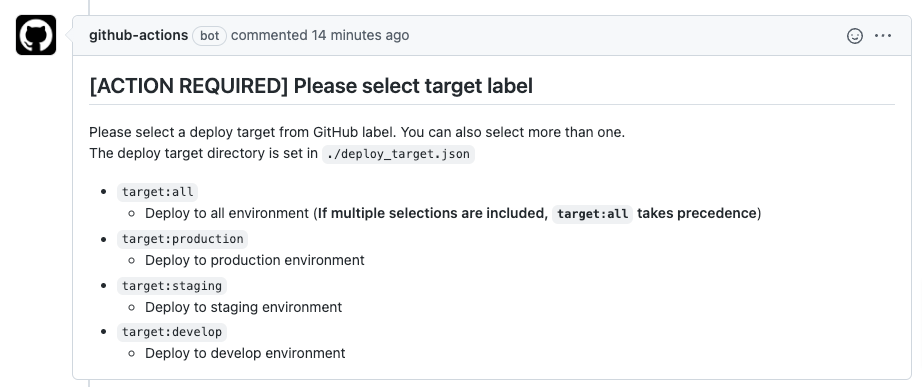 github-actions bot commented 14 minutes ago
[ACTION REQUIRED] Please select target label
Please select a deploy target from GitHub label. You can also select more than one.
The deploy target directory is set in ./deploy_target.json
target:all
Deploy to all environment (If multiple selections are included, target:all takes precedence)
target:production
Deploy to production environment
target:staging
Deploy to staging environment
target:develop
Deploy to develop environment